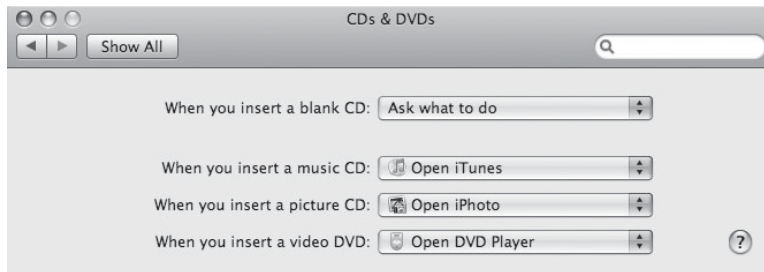 CDs & DVDs
Show All
When you insert a blank CD: Ask what to do
When you insert a music CD: Open iTunes
When you insert a picture CD: Open iPhoto
When you insert a video DVD: Open DVD Player ?